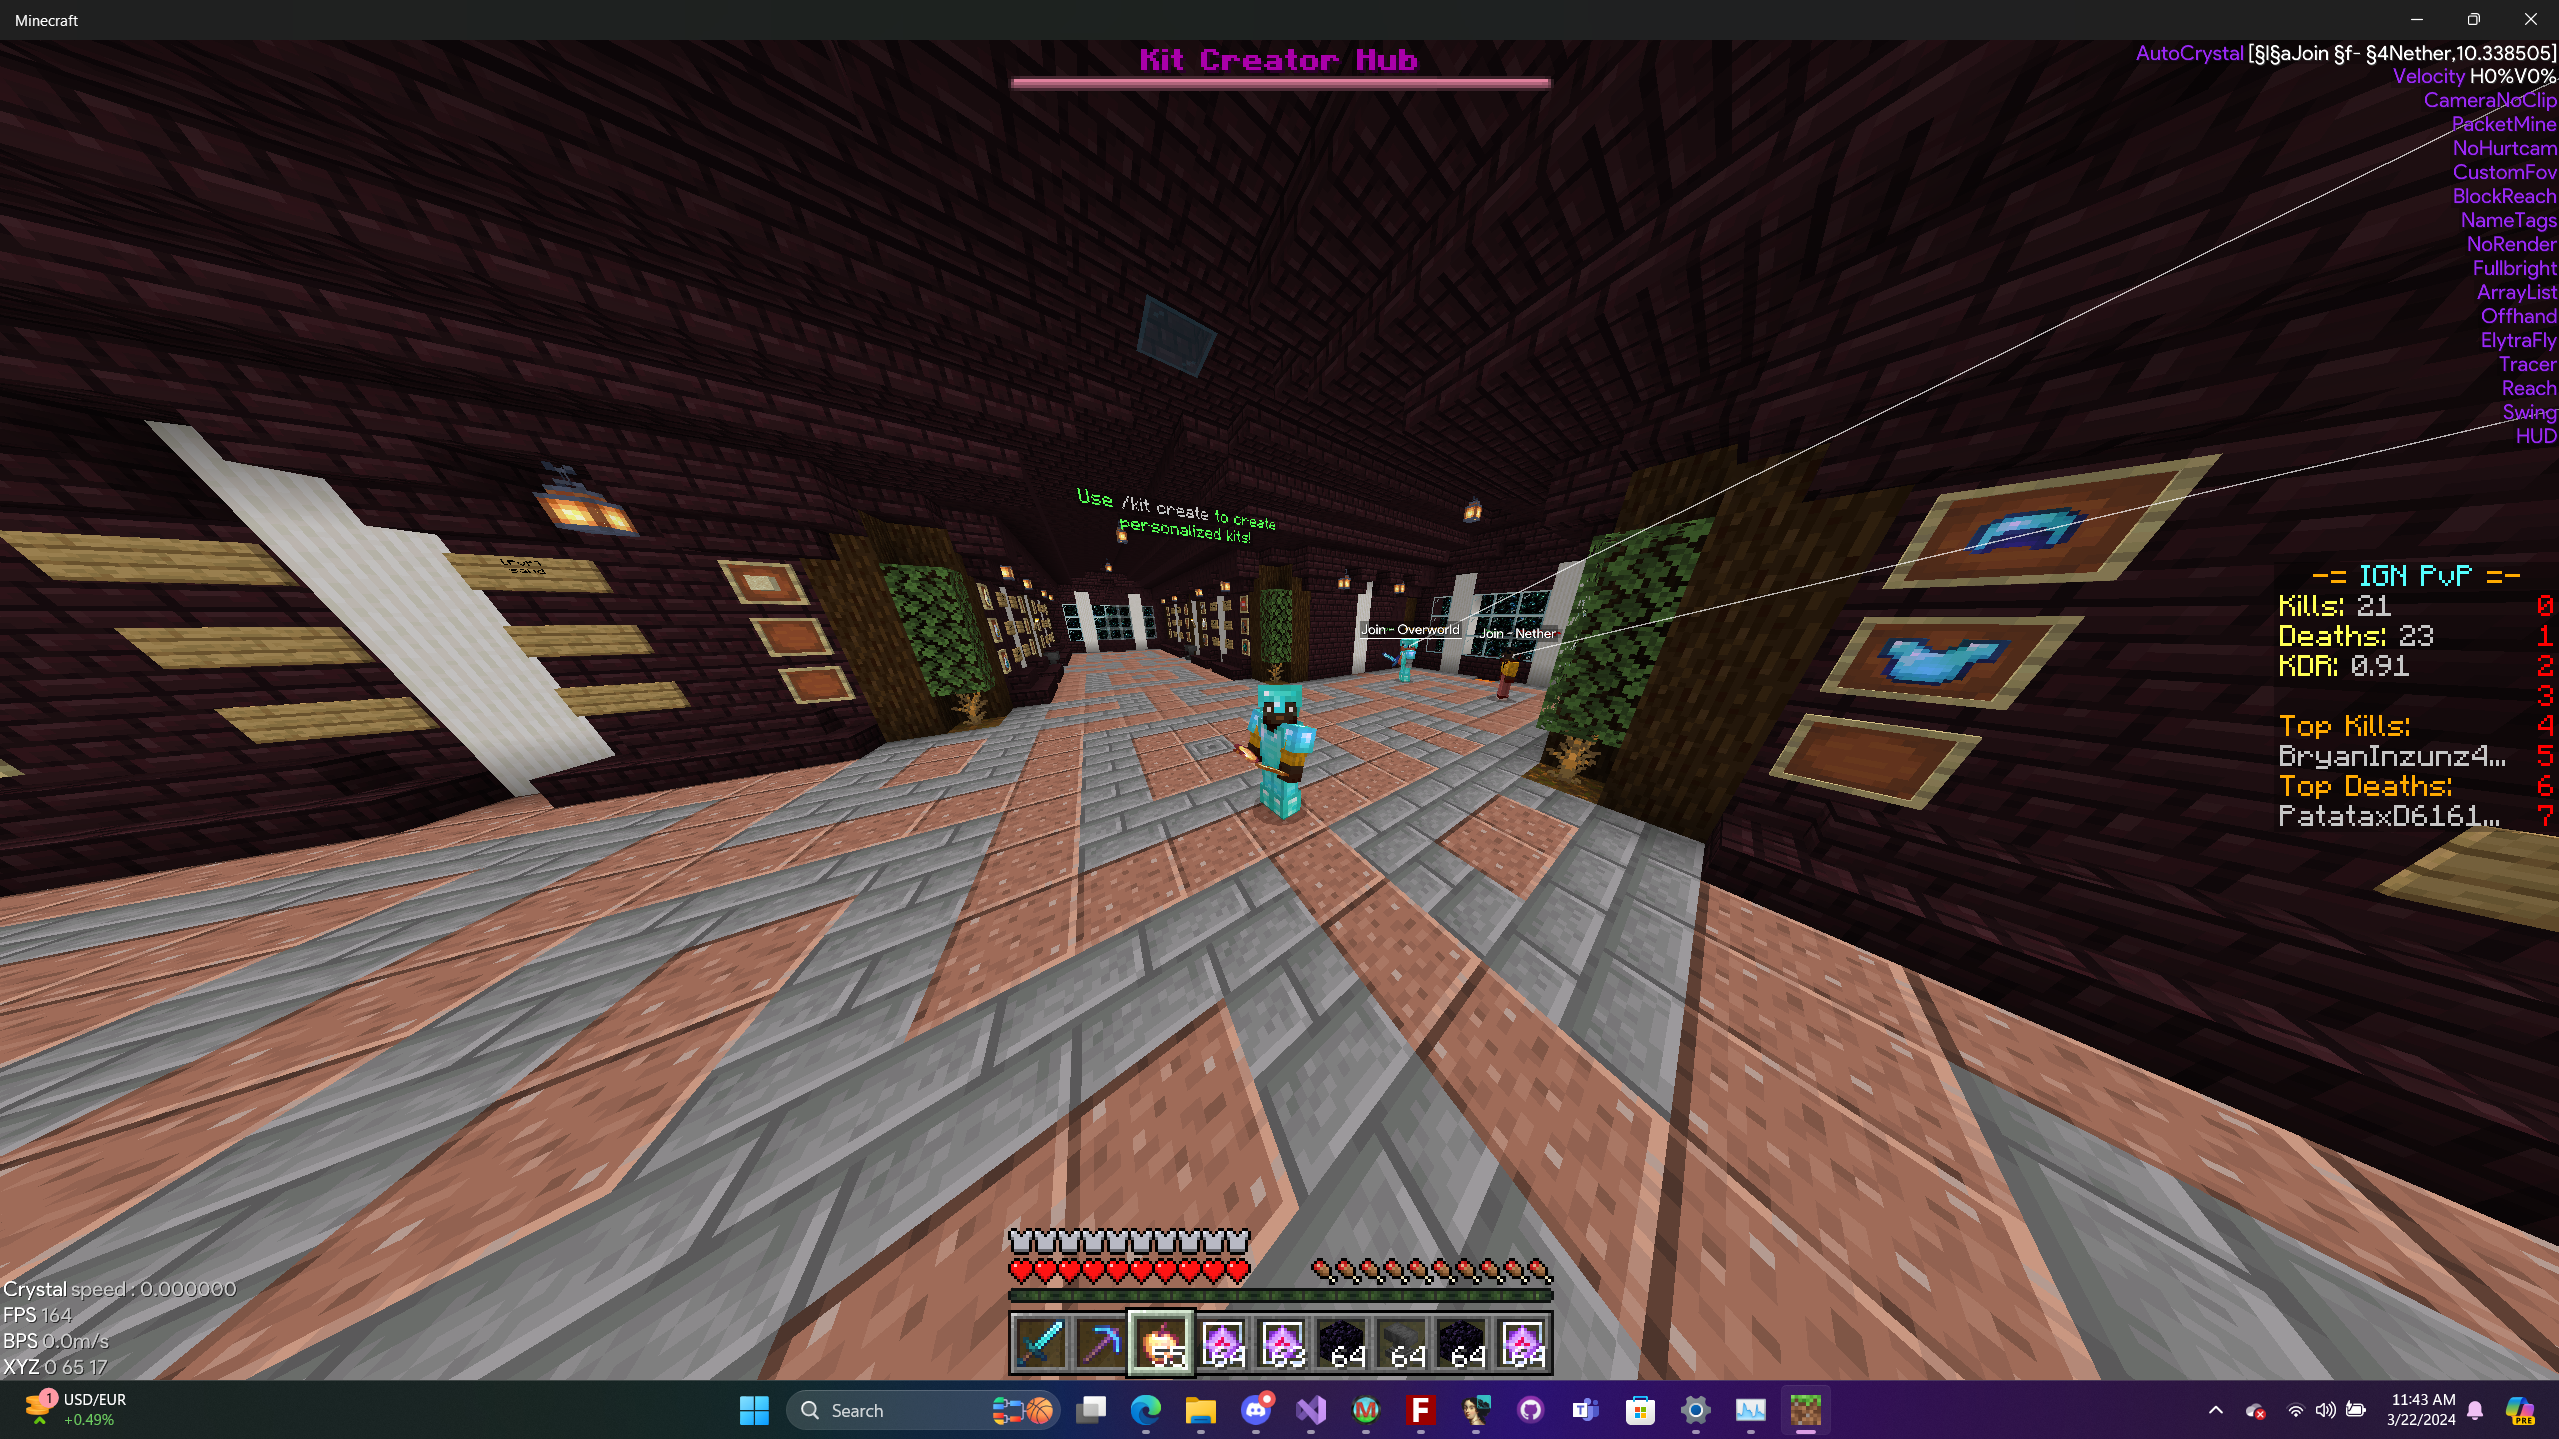 Minecraft
Kit Creator Hub
AutoCrystal [§l§aJoin §f- §4Nether,10.338505]
Velocity H0%V0%
CameraNoClip
PacketMine
NoHurtcam
CustomFov
BlockReach
NameTags
NoRender
Fullbright
ArrayList
Offhand
ElytraFly
Tracer
Reach
Swing
HUD
Use /kit create to create
personalized kits!
Join - Overworld
Join - Nether
-= IGN PvP =-
Kills: 21 0
Deaths: 23 1
KDR: 0.91 2
3
Top Kills: 4
BryanInzunz4... 5
Top Deaths: 6
PatataxD6161... 7
Crystal speed : 0.000000
FPS 164
BPS 0.0m/s
XYZ 0 65 17
64 63 64 64 64 64
1
USD/EUR
+0.49%
Search
M
F
T
PRE
11:43 AM
3/22/2024